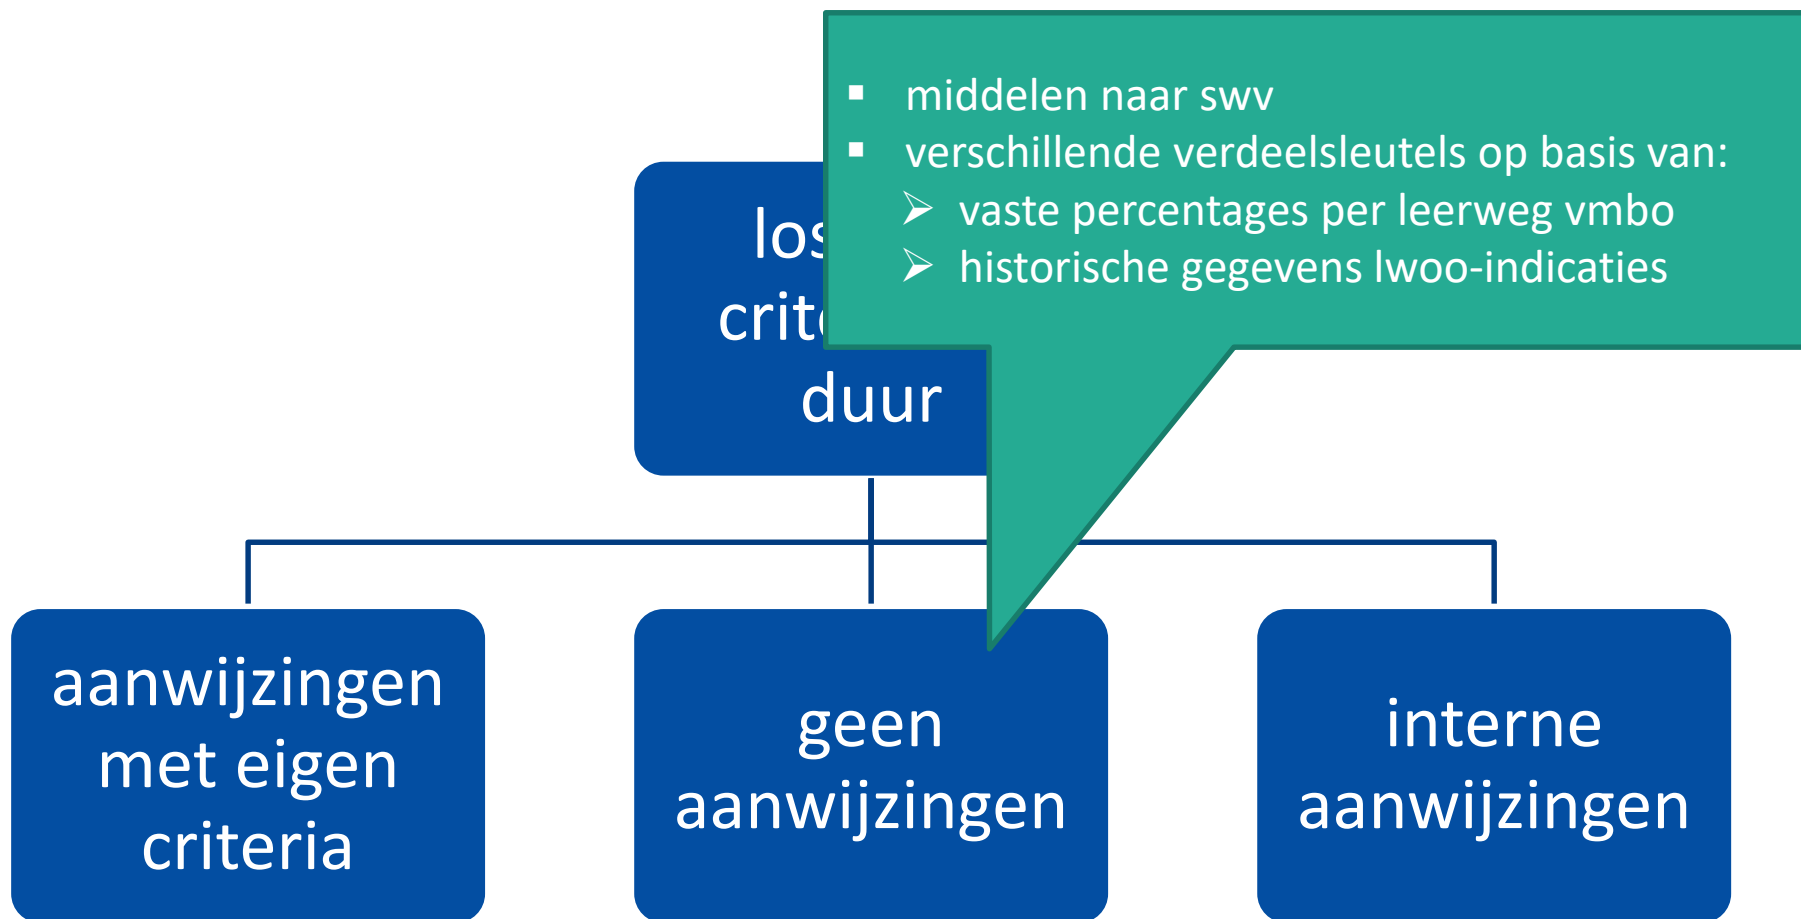 middelen naar swv
verschillende verdeelsleutels op basis van:
vaste percentages per leerweg vmbo
historische gegevens lwoo-indicaties
duur
aanwijzingen
met eigen
criteria
geen
aanwijzingen
interne
aanwijzingen